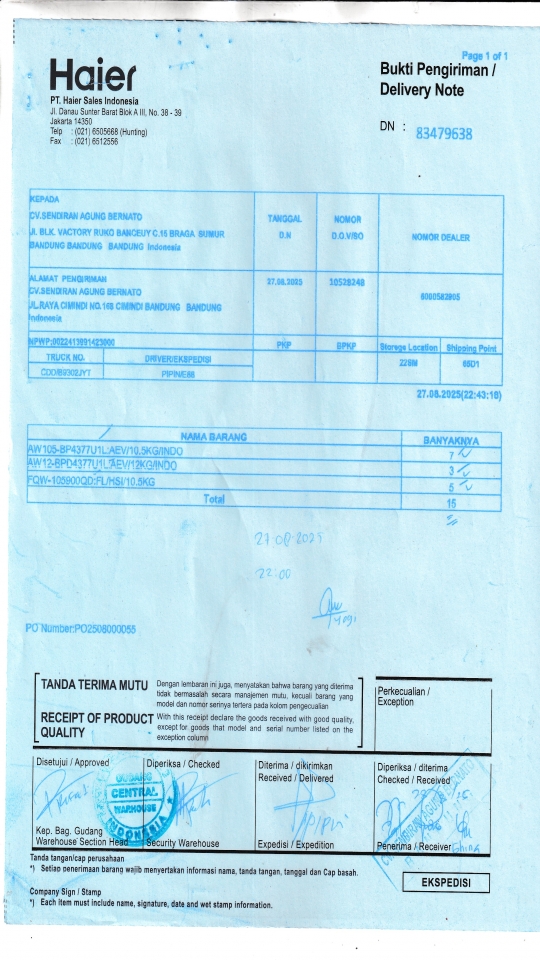 Page 1 of 1
Haier
Bukti Pengiriman /
Delivery Note
PT. Haier Sales Indonesia
Jl. Danau Sunter Barat Blok A III, No. 38 - 39
Jakarta 14350
Telp : (021) 6505668 (Hunting)
Fax : (021) 6512556
DN : 83479638
KEPADA
CV.SENDIRAN AGUNG BERNATO
JL. BLK. VACTORY RUKO BANCEUY C.15 BRAGA SUMUR
BANDUNG BANDUNG BANDUNG Indonesia
TANGGAL
D.N
NOMOR
D.O.V/SO
NOMOR DEALER
ALAMAT PENGIRIMAH
CV.SENDIRAN AGUNG BERNATO
JL.RAYA CIMINDI NO.168 CIMINDI BANDUNG BANDUNG
Indonesia
27.08.2025
10528248
NPWP:0022413991423000
PKP
BPKP
Storage Location
Shipping Point
TRUCK NO.
DRIVER/EKSPEDISI
22SM
65D1
PIPIN/E68
27.08.2025(22:43:18)
NAMA BARANG
BANYAKNYA
AW105-BP4377U1L.AEV/10,5KG/INDO
7
AW12-BPD4377U1L.AEV/12KG/INDO
3
FQW-105900QD:FL/HSI/10.5KG
5
Total
15
27.08.2025
22:00
Yogi
PO Number:PO2508000055
TANDA TERIMA MUTU
Dengan lembaran ini juga, menyatakan bahwa barang yang diterima
tidak bermasalah secara manajemen mutu, kecuali barang yang
model dan nomor serinya tertera pada kolom pengecualian
RECEIPT OF PRODUCT
QUALITY
With this receipt declare the goods received with good quality,
except for goods that model and serial number listed on the
exception column
Perkecualian /
Exception
Disetujui / Approved
Diperiksa / Checked
Diterima / dikirimkan
Received / Delivered
Diperiksa / diterima
Checked / Received
GUDANG
CENTRAL
WAREHOUSE
INDONESIA
Pipin
Kep. Bag. Gudang
Warehouse Section Head
Security Warehouse
Expedisi / Expedition
Penerima / Receiver
Tanda tangan/cap perusahaan
*) Setiap penerimaan barang wajib menyertakan informasi nama, tanda tangan, tanggal dan Cap basah.
EKSPEDISI
Company Sign / Stamp
*) Each item must include name, signature, date and wet stamp information.